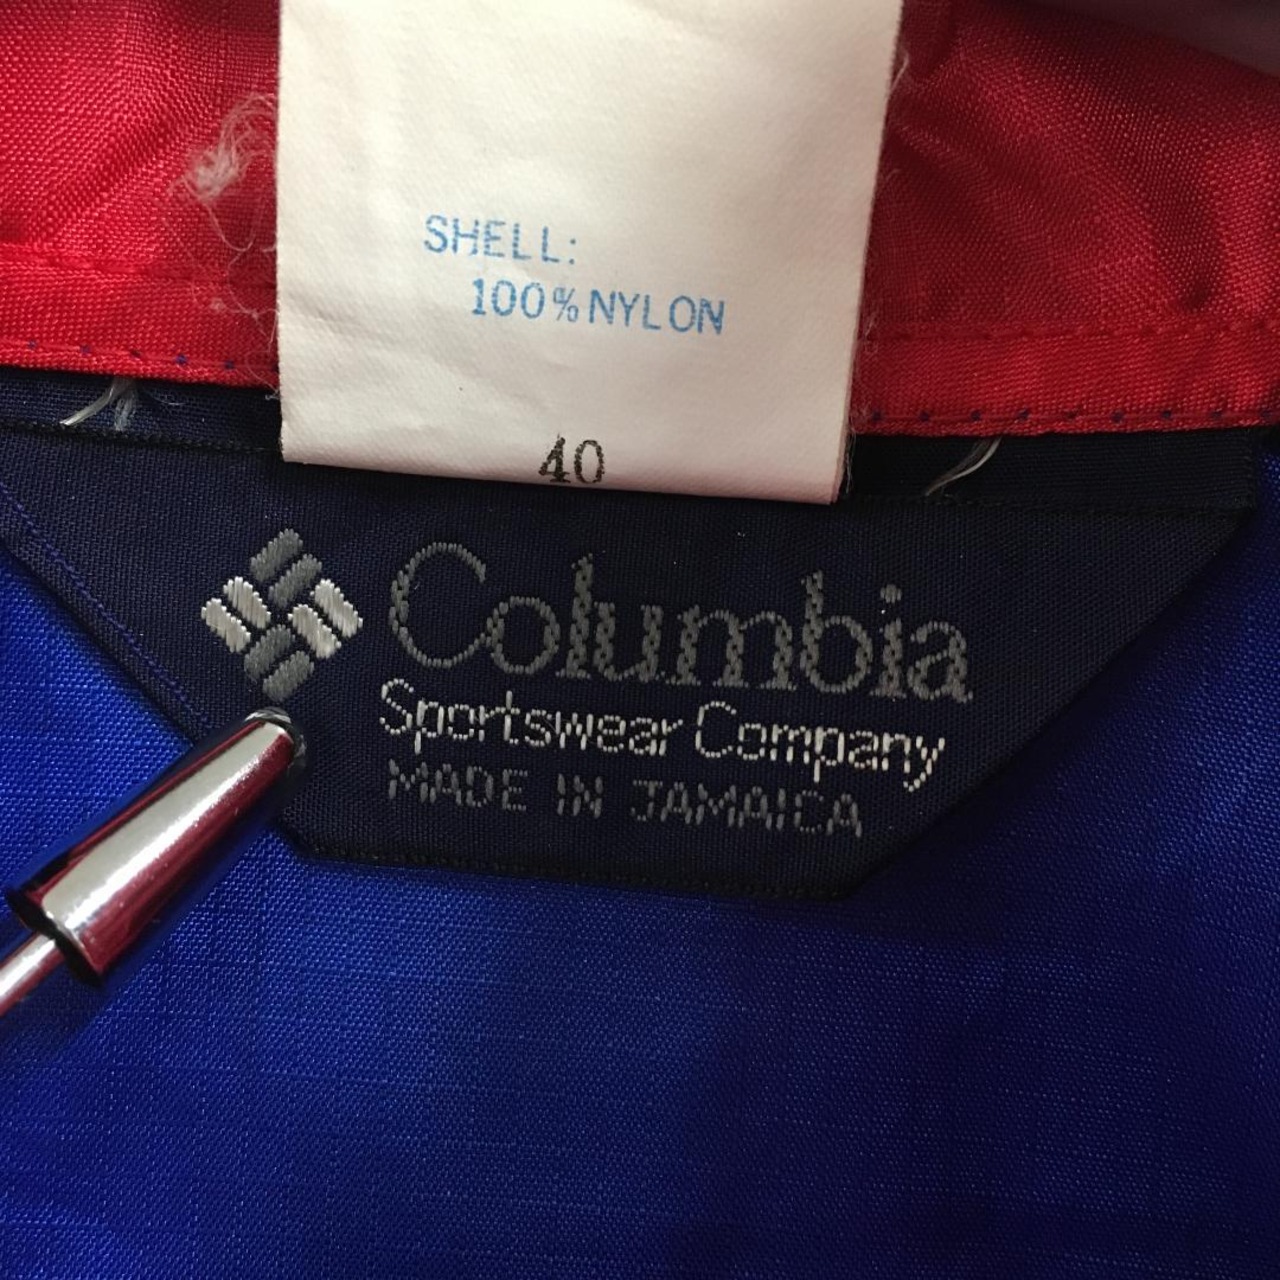 SHELL:
100% NYLON
40
Columbia
Sportswear Company
MADE IN JAMAICA